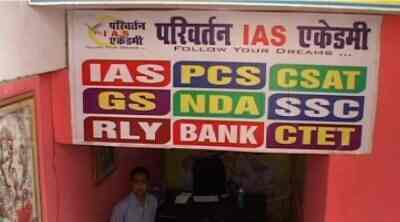 परिवर्तन
IAS
एकेडमी
परिवर्तन IAS एकेडमी
FOLLOW YOUR DREAMS ...
IAS PCS CSAT
GS NDA SSC
RLY BANK CTET